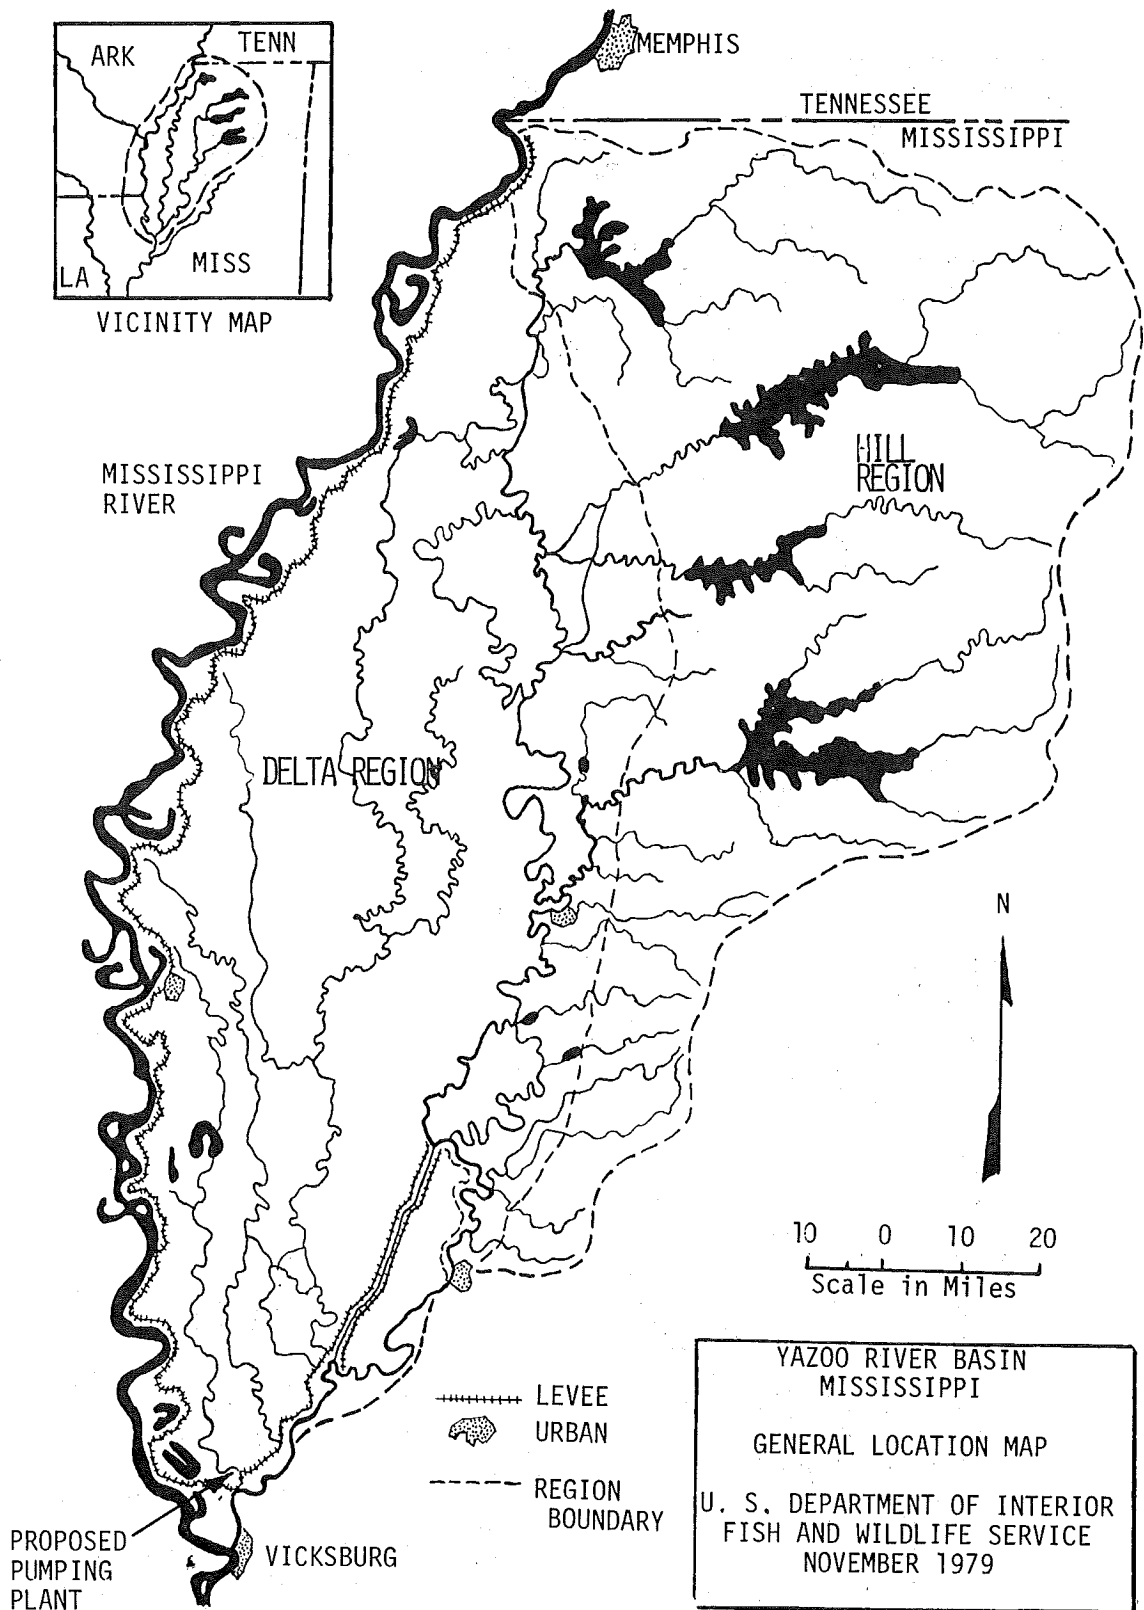 ARK
TENN
LA
MISS
VICINITY MAP
MEMPHIS
TENNESSEE
MISSISSIPPI
MISSISSIPPI
RIVER
HILL
REGION
DELTA REGION
N
10 0 10 20
Scale in Miles
LEVEE
URBAN
REGION
BOUNDARY
PROPOSED
PUMPING
PLANT
VICKSBURG
YAZOO RIVER BASIN
MISSISSIPPI
GENERAL LOCATION MAP
U. S. DEPARTMENT OF INTERIOR
FISH AND WILDLIFE SERVICE
NOVEMBER 1979